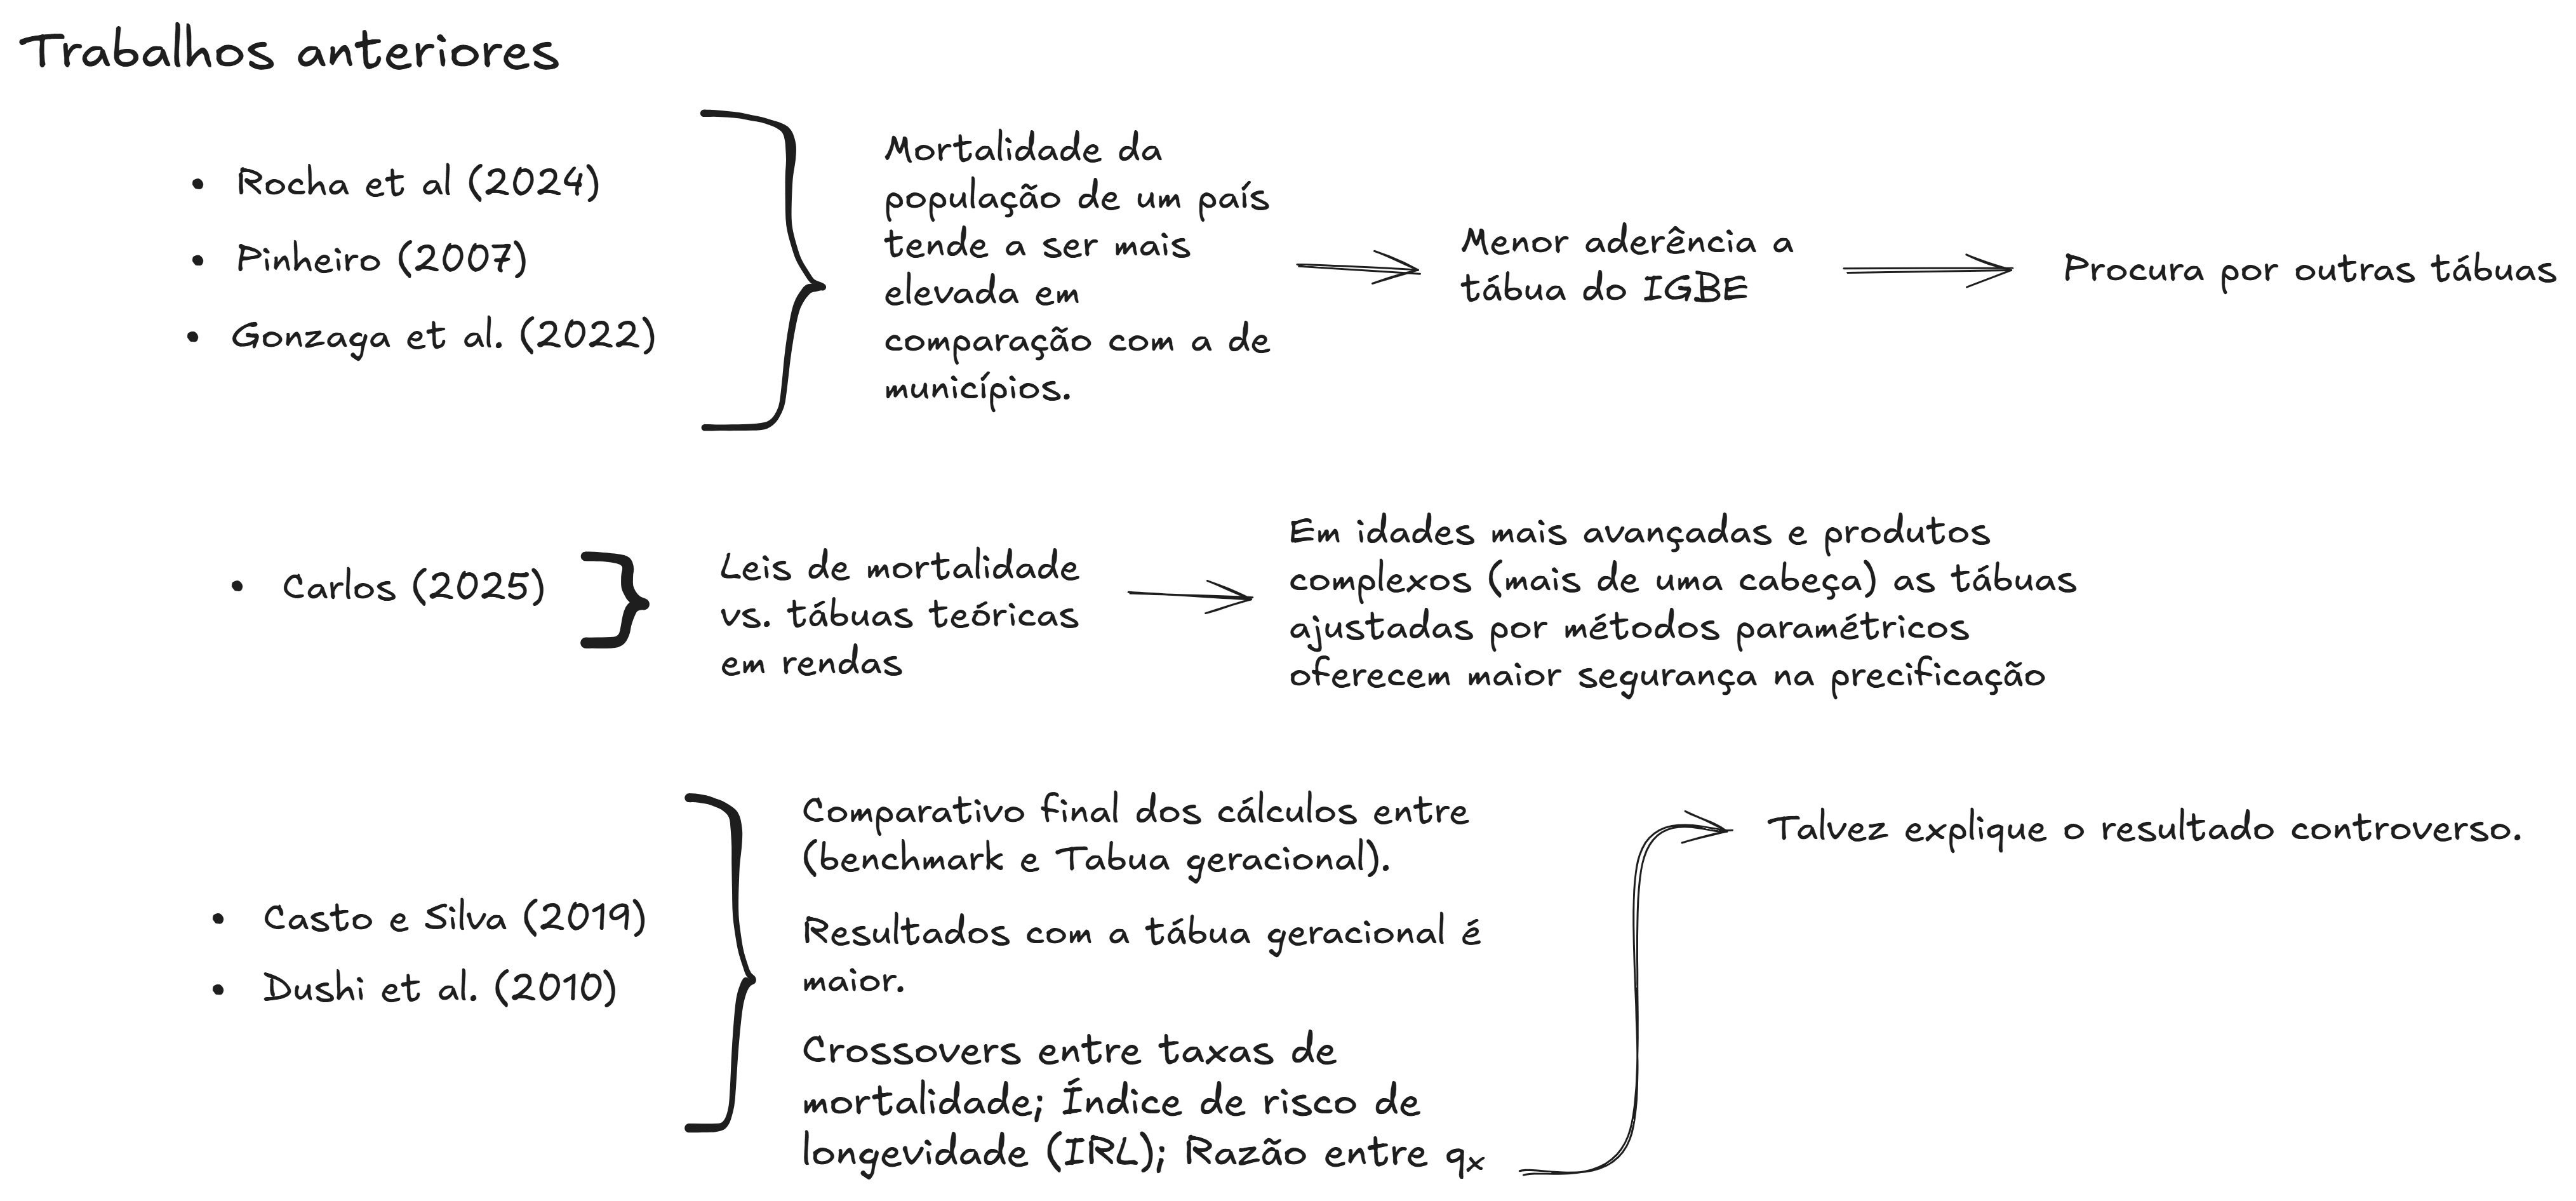 Trabalhos anteriores
• Rocha et al (2024)
• Pinheiro (2007)
• Gonzaga et al. (2022)
Mortalidade da
população de um país
tende a ser mais
elevada em
comparação com a de
municípios.
Menor aderência a
tábua do IGBE
Procura por outras tábuas
• Carlos (2025)
Leis de mortalidade
vs. tábuas teóricas
em rendas
Em idades mais avançadas e produtos
complexos (mais de uma cabeça) as tábuas
ajustadas por métodos paramétricos
oferecem maior segurança na precificação
• Casto e Silva (2019)
• Dushi et al. (2010)
Comparativo final dos cálculos entre
(benchmark e Tabua geracional).
Resultados com a tábua geracional é
maior.
Crossovers entre taxas de
mortalidade; Índice de risco de
longevidade (IRL); Razão entre qₓ
Talvez explique o resultado controverso.